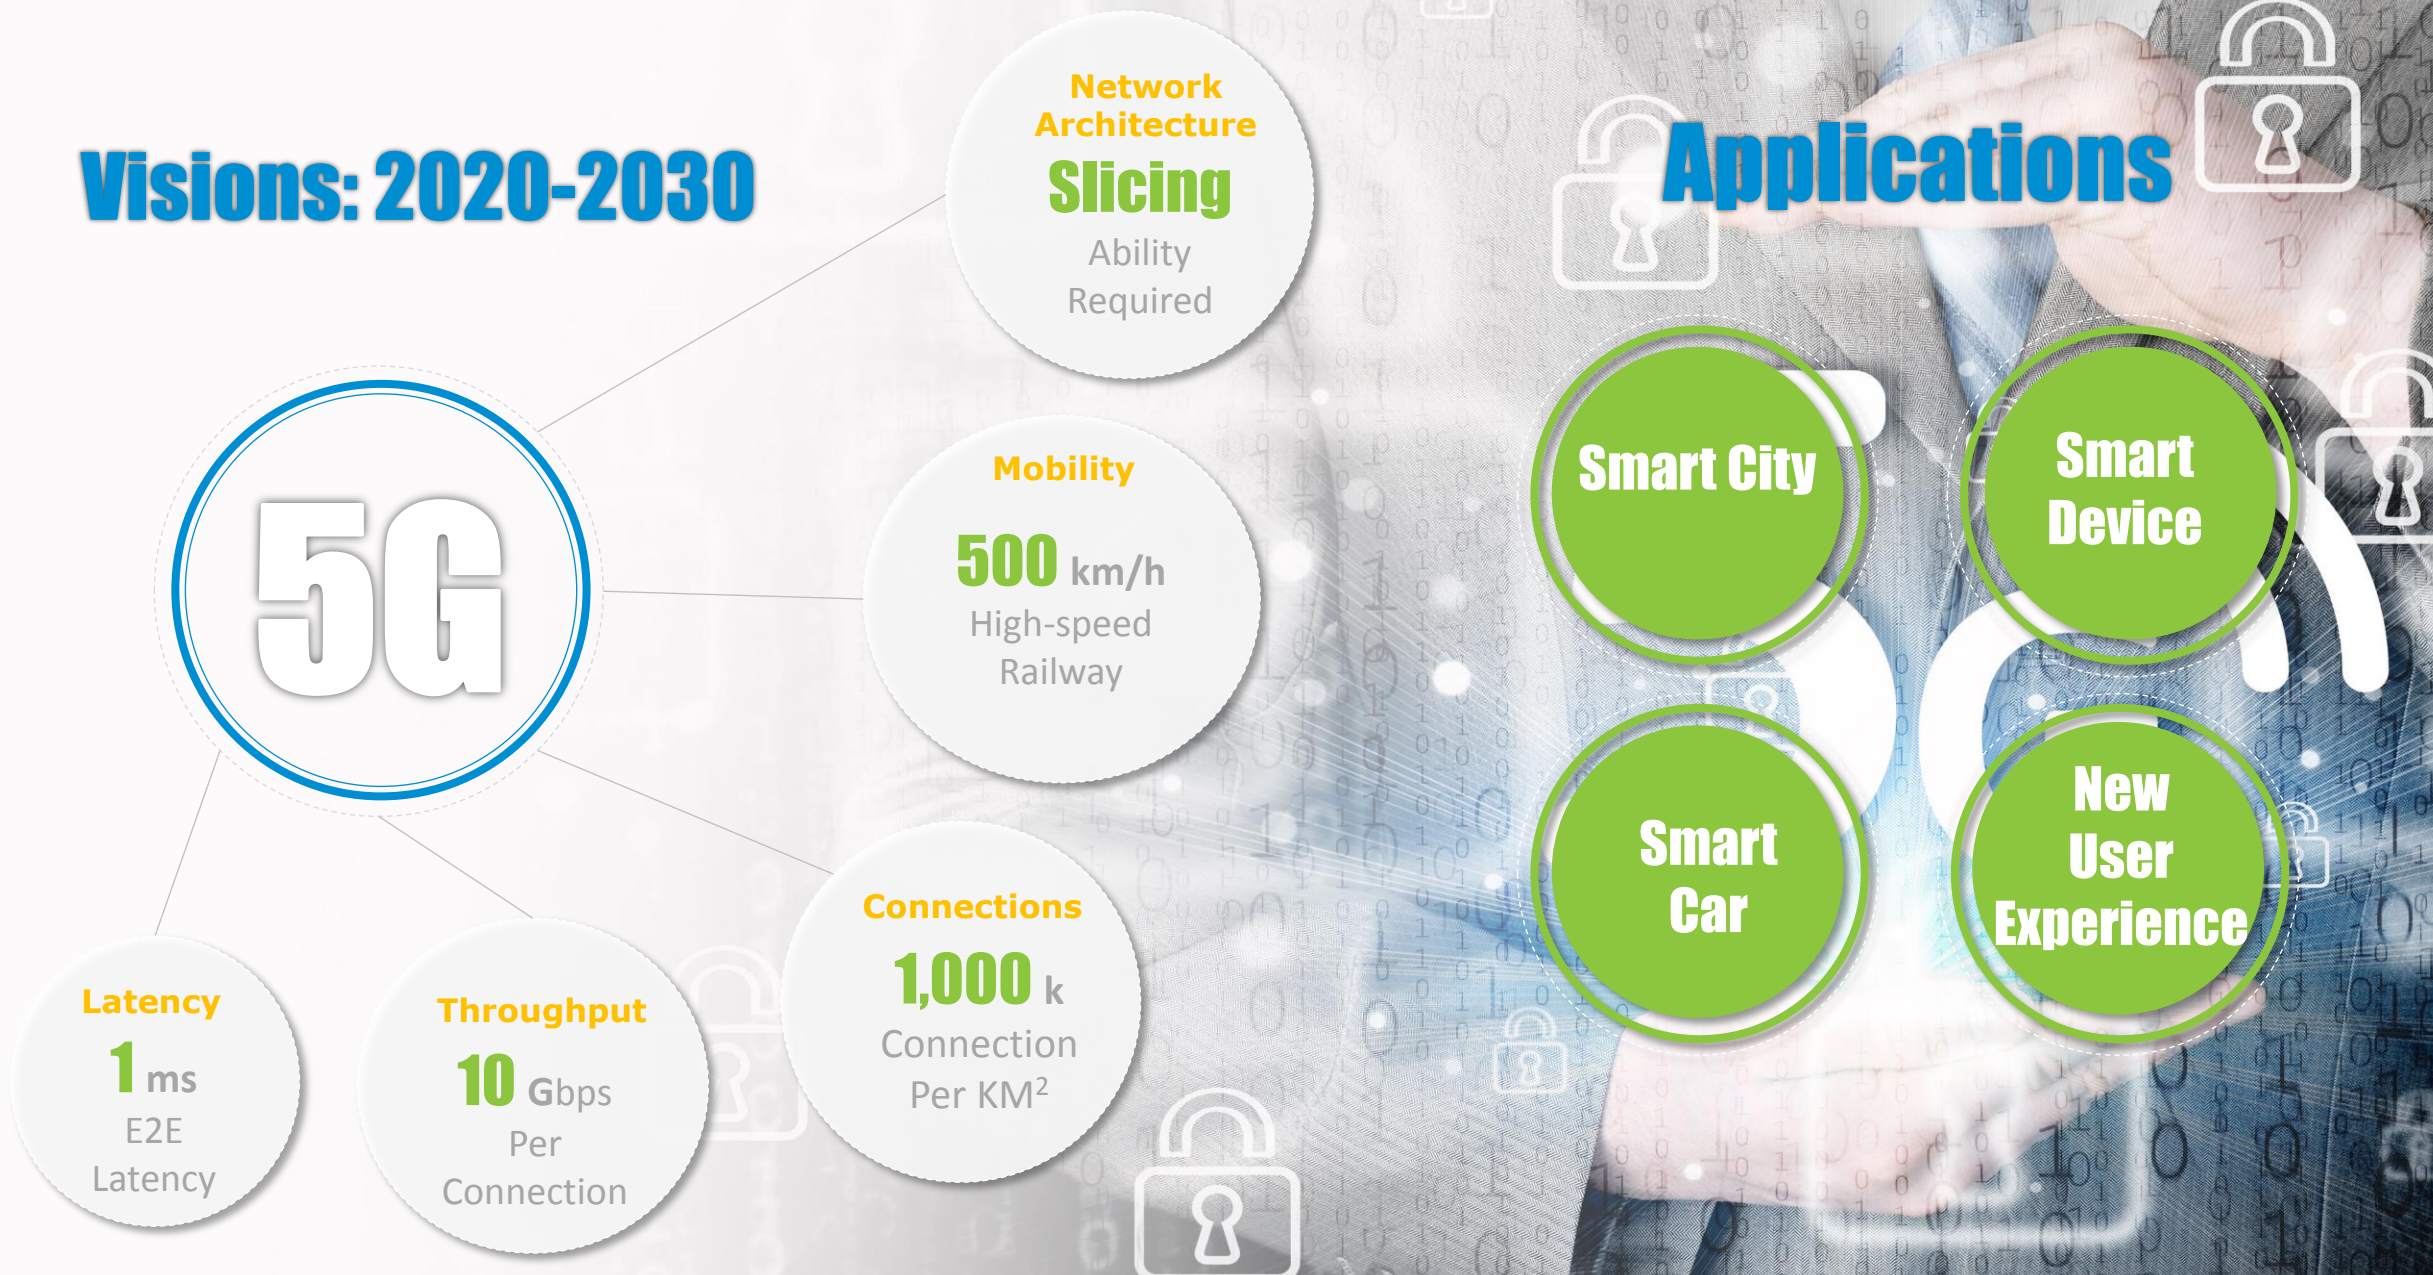 Visions: 2020-2030
5G
Network
Architecture
Slicing
Ability
Required
Mobility
500 km/h
High-speed
Railway
Connections
1,000 k
Connection
Per KM²
Throughput
10 Gbps
Per
Connection
Latency
1 ms
E2E
Latency
Applications
Smart City
Smart
Device
Smart
Car
New
User
Experience